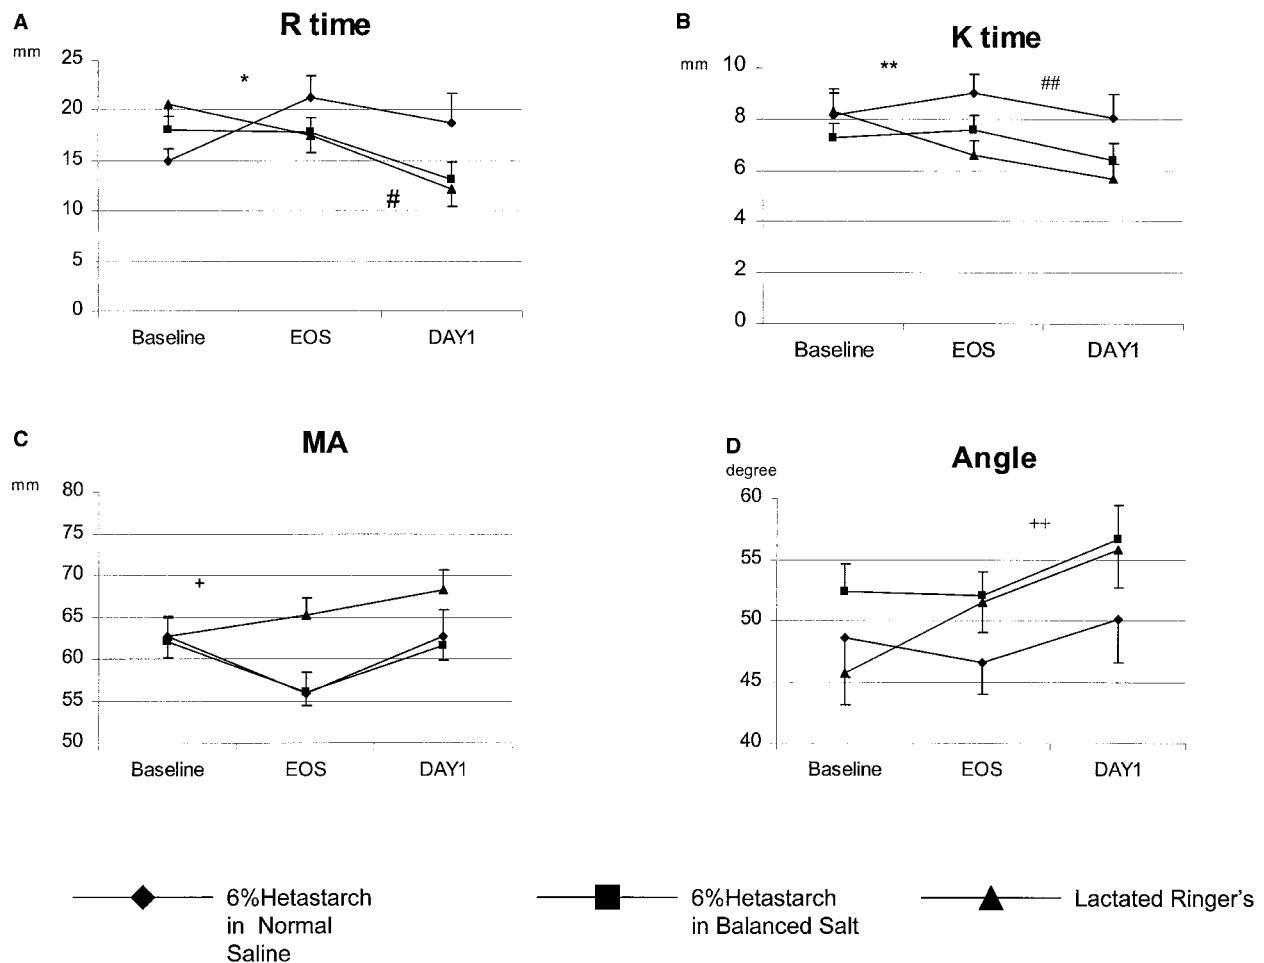 A
R time
mm
25
20
15
10
5
0
*
#
Baseline EOS DAY1
B
K time
mm
10
8
6
4
2
0
**
##
Baseline EOS DAY1
C
MA
mm
80
75
70
65
60
55
50
+
Baseline EOS DAY1
D
Angle
degree
60
55
50
45
40
++
Baseline EOS DAY1
6%Hetastarch
in Normal
Saline
6%Hetastarch
in Balanced Salt
Lactated Ringer's